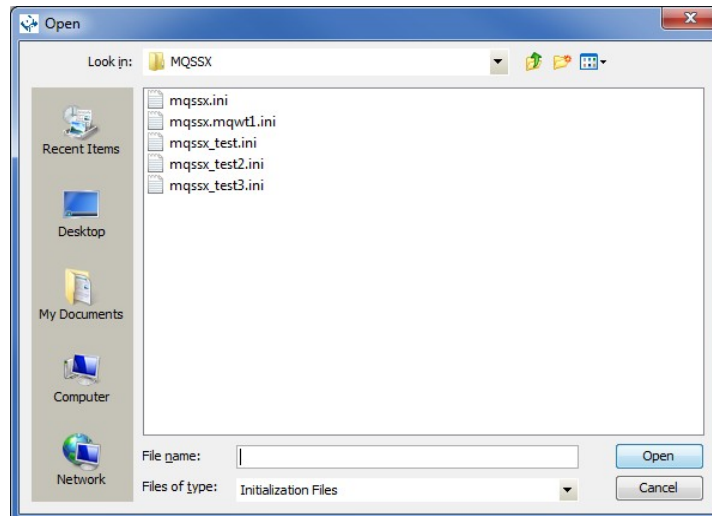 Open
Look in: MQSSX
mqssx.ini
mqssx.mqwt1.ini
mqssx_test.ini
mqssx_test2.ini
mqssx_test3.ini
Recent Items
Desktop
My Documents
Computer
Network
File name: Open
Files of type: Initialization Files Cancel